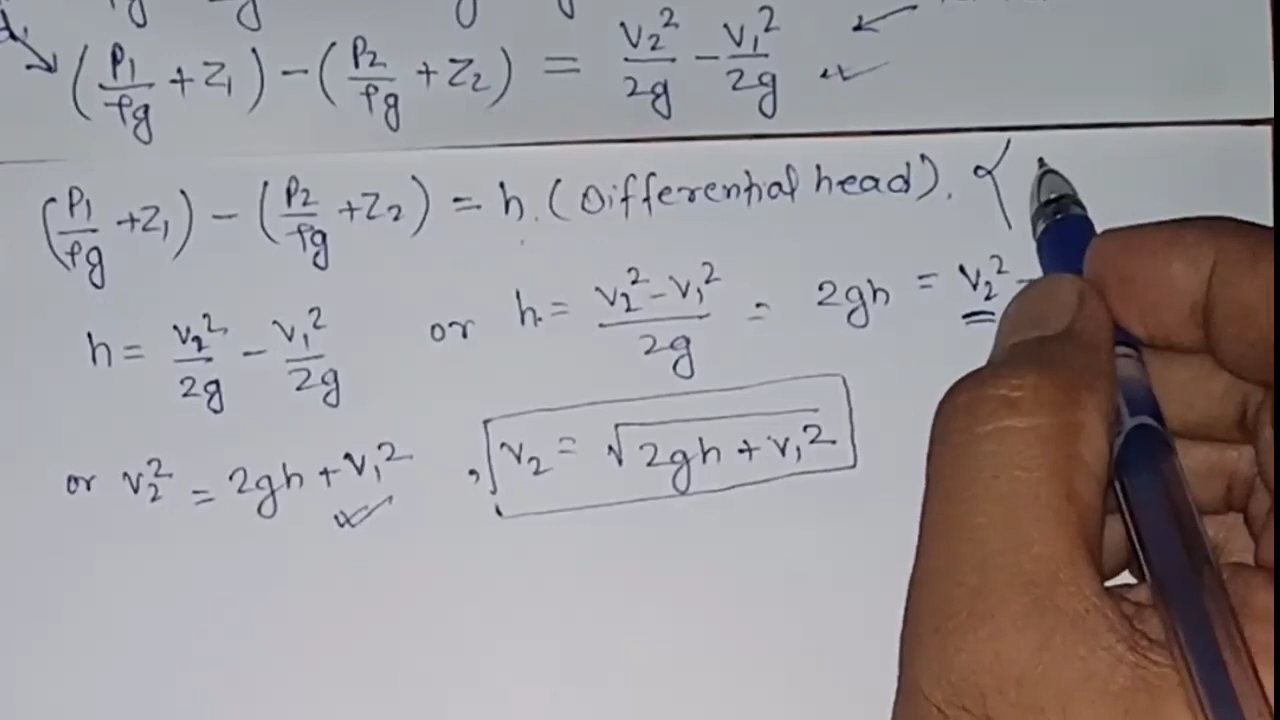 (P₁/ρg + Z₁) - (P₂/ρg + Z₂) = V₂²/2g - V₁²/2g
(P₁/ρg + Z₁) - (P₂/ρg + Z₂) = h. (Differential head). {
h = V₂²/2g - V₁²/2g or h = (V₂² - V₁²)/2g = 2gh = V₂² -
or V₂² = 2gh + V₁² , V₂ = √(2gh + V₁²)